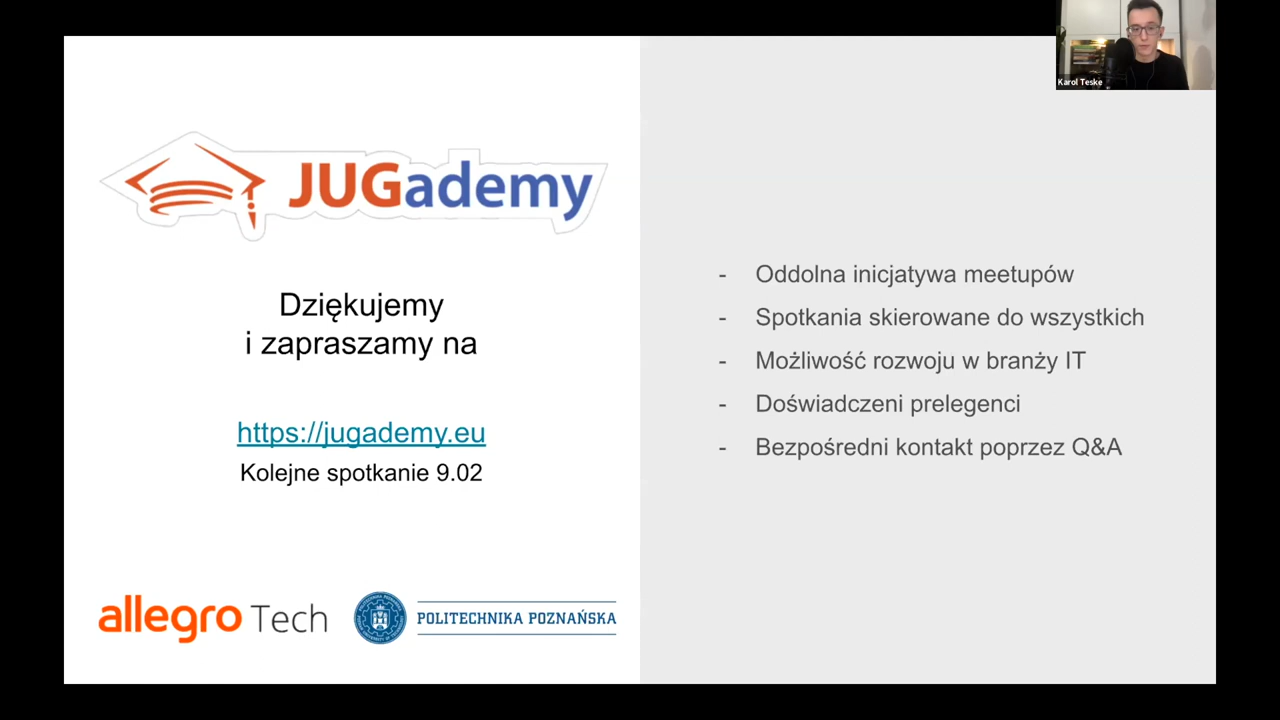 Karol Teske
JUGademy
Dziękujemy
i zapraszamy na
https://jugademy.eu
Kolejne spotkanie 9.02
allegro Tech
POLITECHNIKA POZNAŃSKA
- Oddolna inicjatywa meetupów
- Spotkania skierowane do wszystkich
- Możliwość rozwoju w branży IT
- Doświadczeni prelegenci
- Bezpośredni kontakt poprzez Q&A